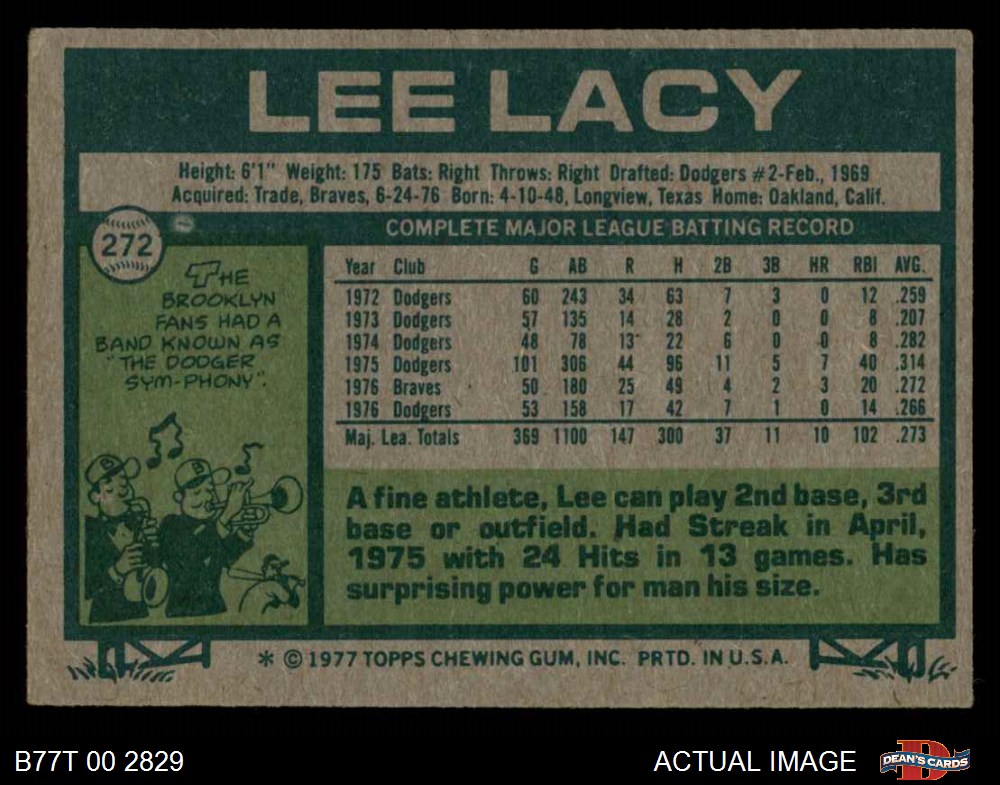 LEE LACY
Height: 6'1" Weight: 175 Bats: Right Throws: Right Drafted: Dodgers #2-Feb., 1969
Acquired: Trade, Braves, 6-24-76 Born: 4-10-48, Longview, Texas Home: Oakland, Calif.
272
COMPLETE MAJOR LEAGUE BATTING RECORD
THE
BROOKLYN
FANS HAD A
BAND KNOWN AS
"THE DODGER
SYM-PHONY".
B
B
Year Club G AB R H 2B 3B HR RBI AVG.
1972 Dodgers 60 243 34 63 7 3 0 12 .259
1973 Dodgers 57 135 14 28 2 0 0 8 .207
1974 Dodgers 48 78 13 22 6 0 0 8 .282
1975 Dodgers 101 306 44 96 11 5 7 40 .314
1976 Braves 50 180 25 49 4 2 3 20 .272
1976 Dodgers 53 158 17 42 7 1 0 14 .266
Maj. Lea. Totals 369 1100 147 300 37 11 10 102 .273
A fine athlete, Lee can play 2nd base, 3rd
base or outfield. Had Streak in April,
1975 with 24 Hits in 13 games. Has
surprising power for man his size.
* © 1977 TOPPS CHEWING GUM, INC. PRTD. IN U.S.A.
B77T 00 2829
ACTUAL IMAGE
D
DEAN'S CARDS